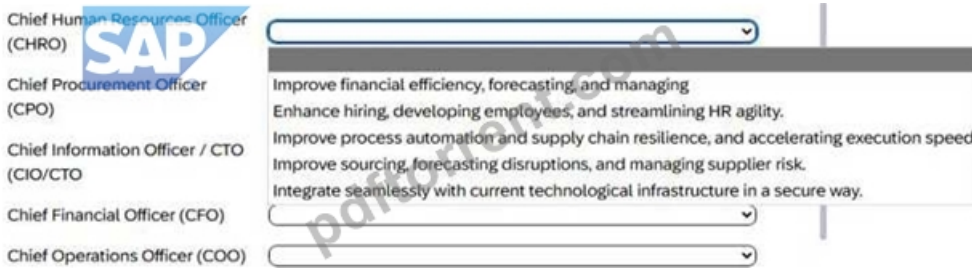 Chief Human Resources Officer
(CHRO)
SAP
Improve financial efficiency, forecasting, and managing
Chief Procurement Officer
(CPO)
Enhance hiring, developing employees, and streamlining HR agility.
Improve process automation and supply chain resilience, and accelerating execution speed
Chief Information Officer / CTO
(CIO/CTO
Improve sourcing, forecasting disruptions, and managing supplier risk.
Integrate seamlessly with current technological infrastructure in a secure way.
Chief Financial Officer (CFO)
Chief Operations Officer (COO)
pdftorrent.com